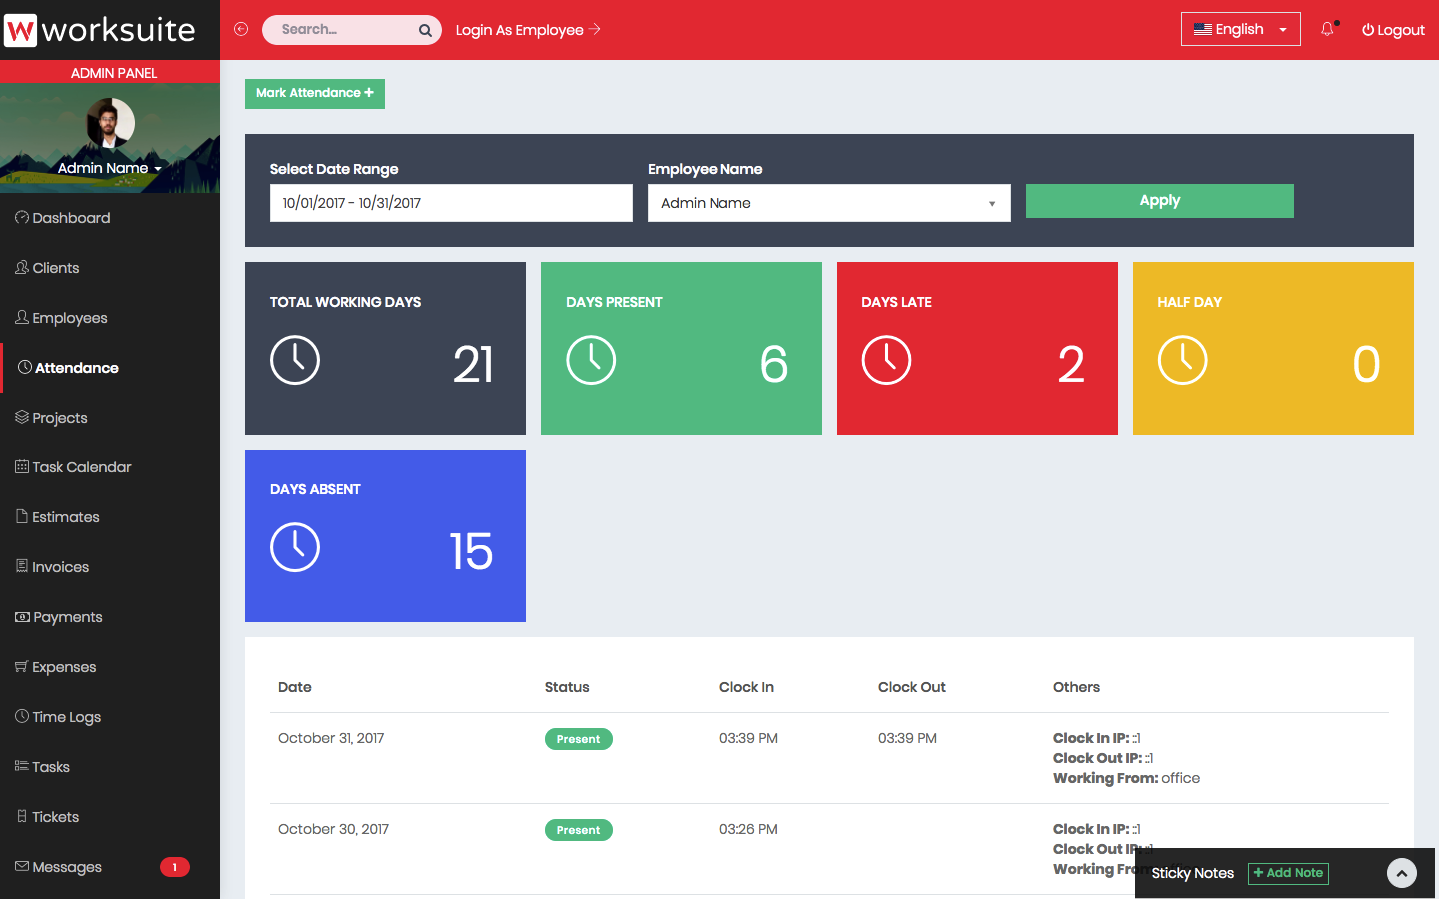 W worksuite
Search...
Login As Employee
English
Logout
ADMIN PANEL
Admin Name
Dashboard
Clients
Employees
Attendance
Projects
Task Calendar
Estimates
Invoices
Payments
Expenses
Time Logs
Tasks
Tickets
Messages 1
Mark Attendance +
Select Date Range
10/01/2017 - 10/31/2017
Employee Name
Admin Name
Apply
TOTAL WORKING DAYS
21
DAYS PRESENT
6
DAYS LATE
2
HALF DAY
0
DAYS ABSENT
15
Date Status Clock In Clock Out Others
October 31, 2017 Present 03:39 PM 03:39 PM Clock In IP: ::1
Clock Out IP: ::1
Working From: office
October 30, 2017 Present 03:26 PM Clock In IP: ::1
Clock Out IP: ::1
Working From: office
Sticky Notes
+ Add Note